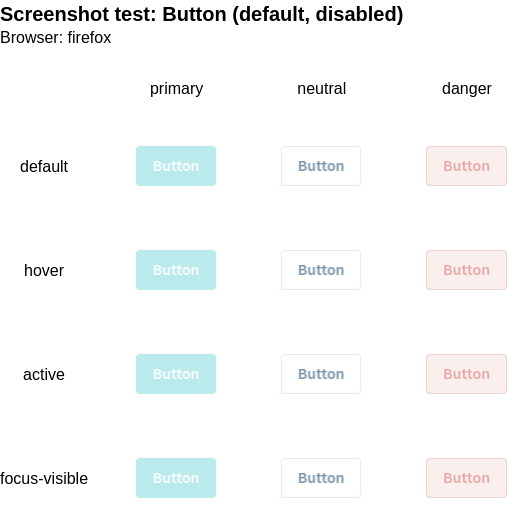 Screenshot test: Button (default, disabled)
Browser: firefox
primary neutral danger
default Button Button Button
hover Button Button Button
active Button Button Button
focus-visible Button Button Button